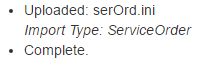 • Uploaded: serOrd.ini
Import Type: ServiceOrder
• Complete.